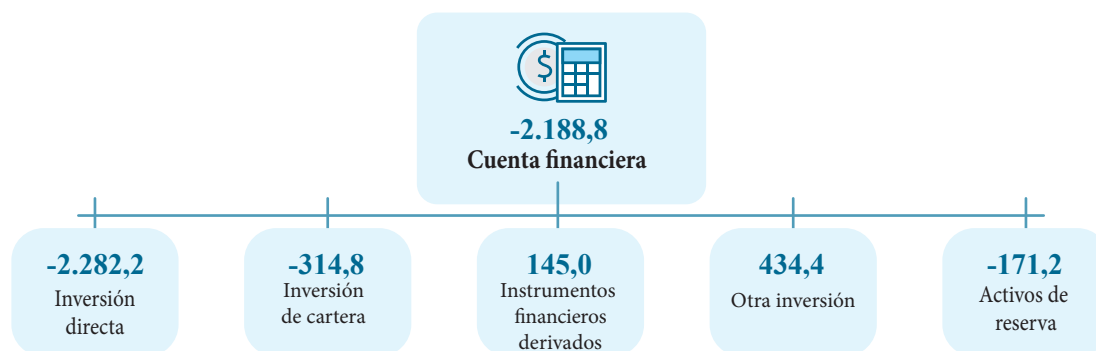 $
-2.188,8
Cuenta financiera
-2.282,2
Inversión
directa
-314,8
Inversión
de cartera
145,0
Instrumentos
financieros
derivados
434,4
Otra inversión
-171,2
Activos de
reserva